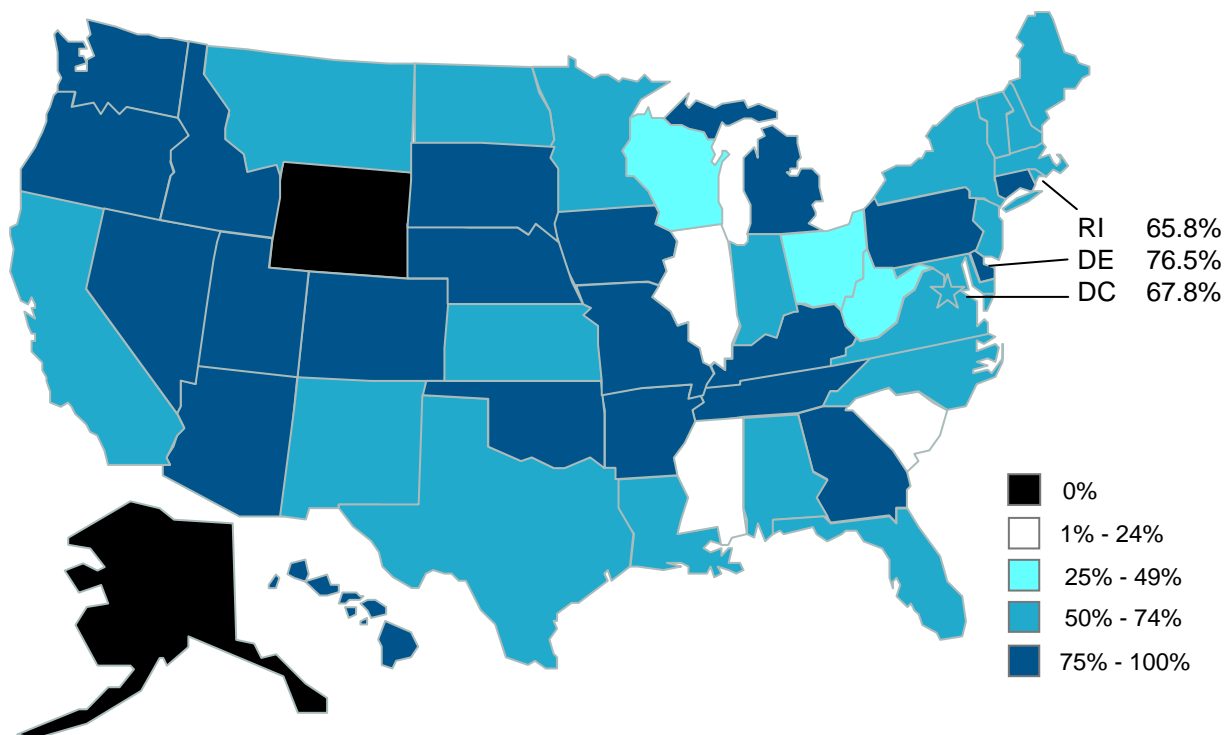 RI 65.8%
DE 76.5%
DC 67.8%
0%
1% - 24%
25% - 49%
50% - 74%
75% - 100%